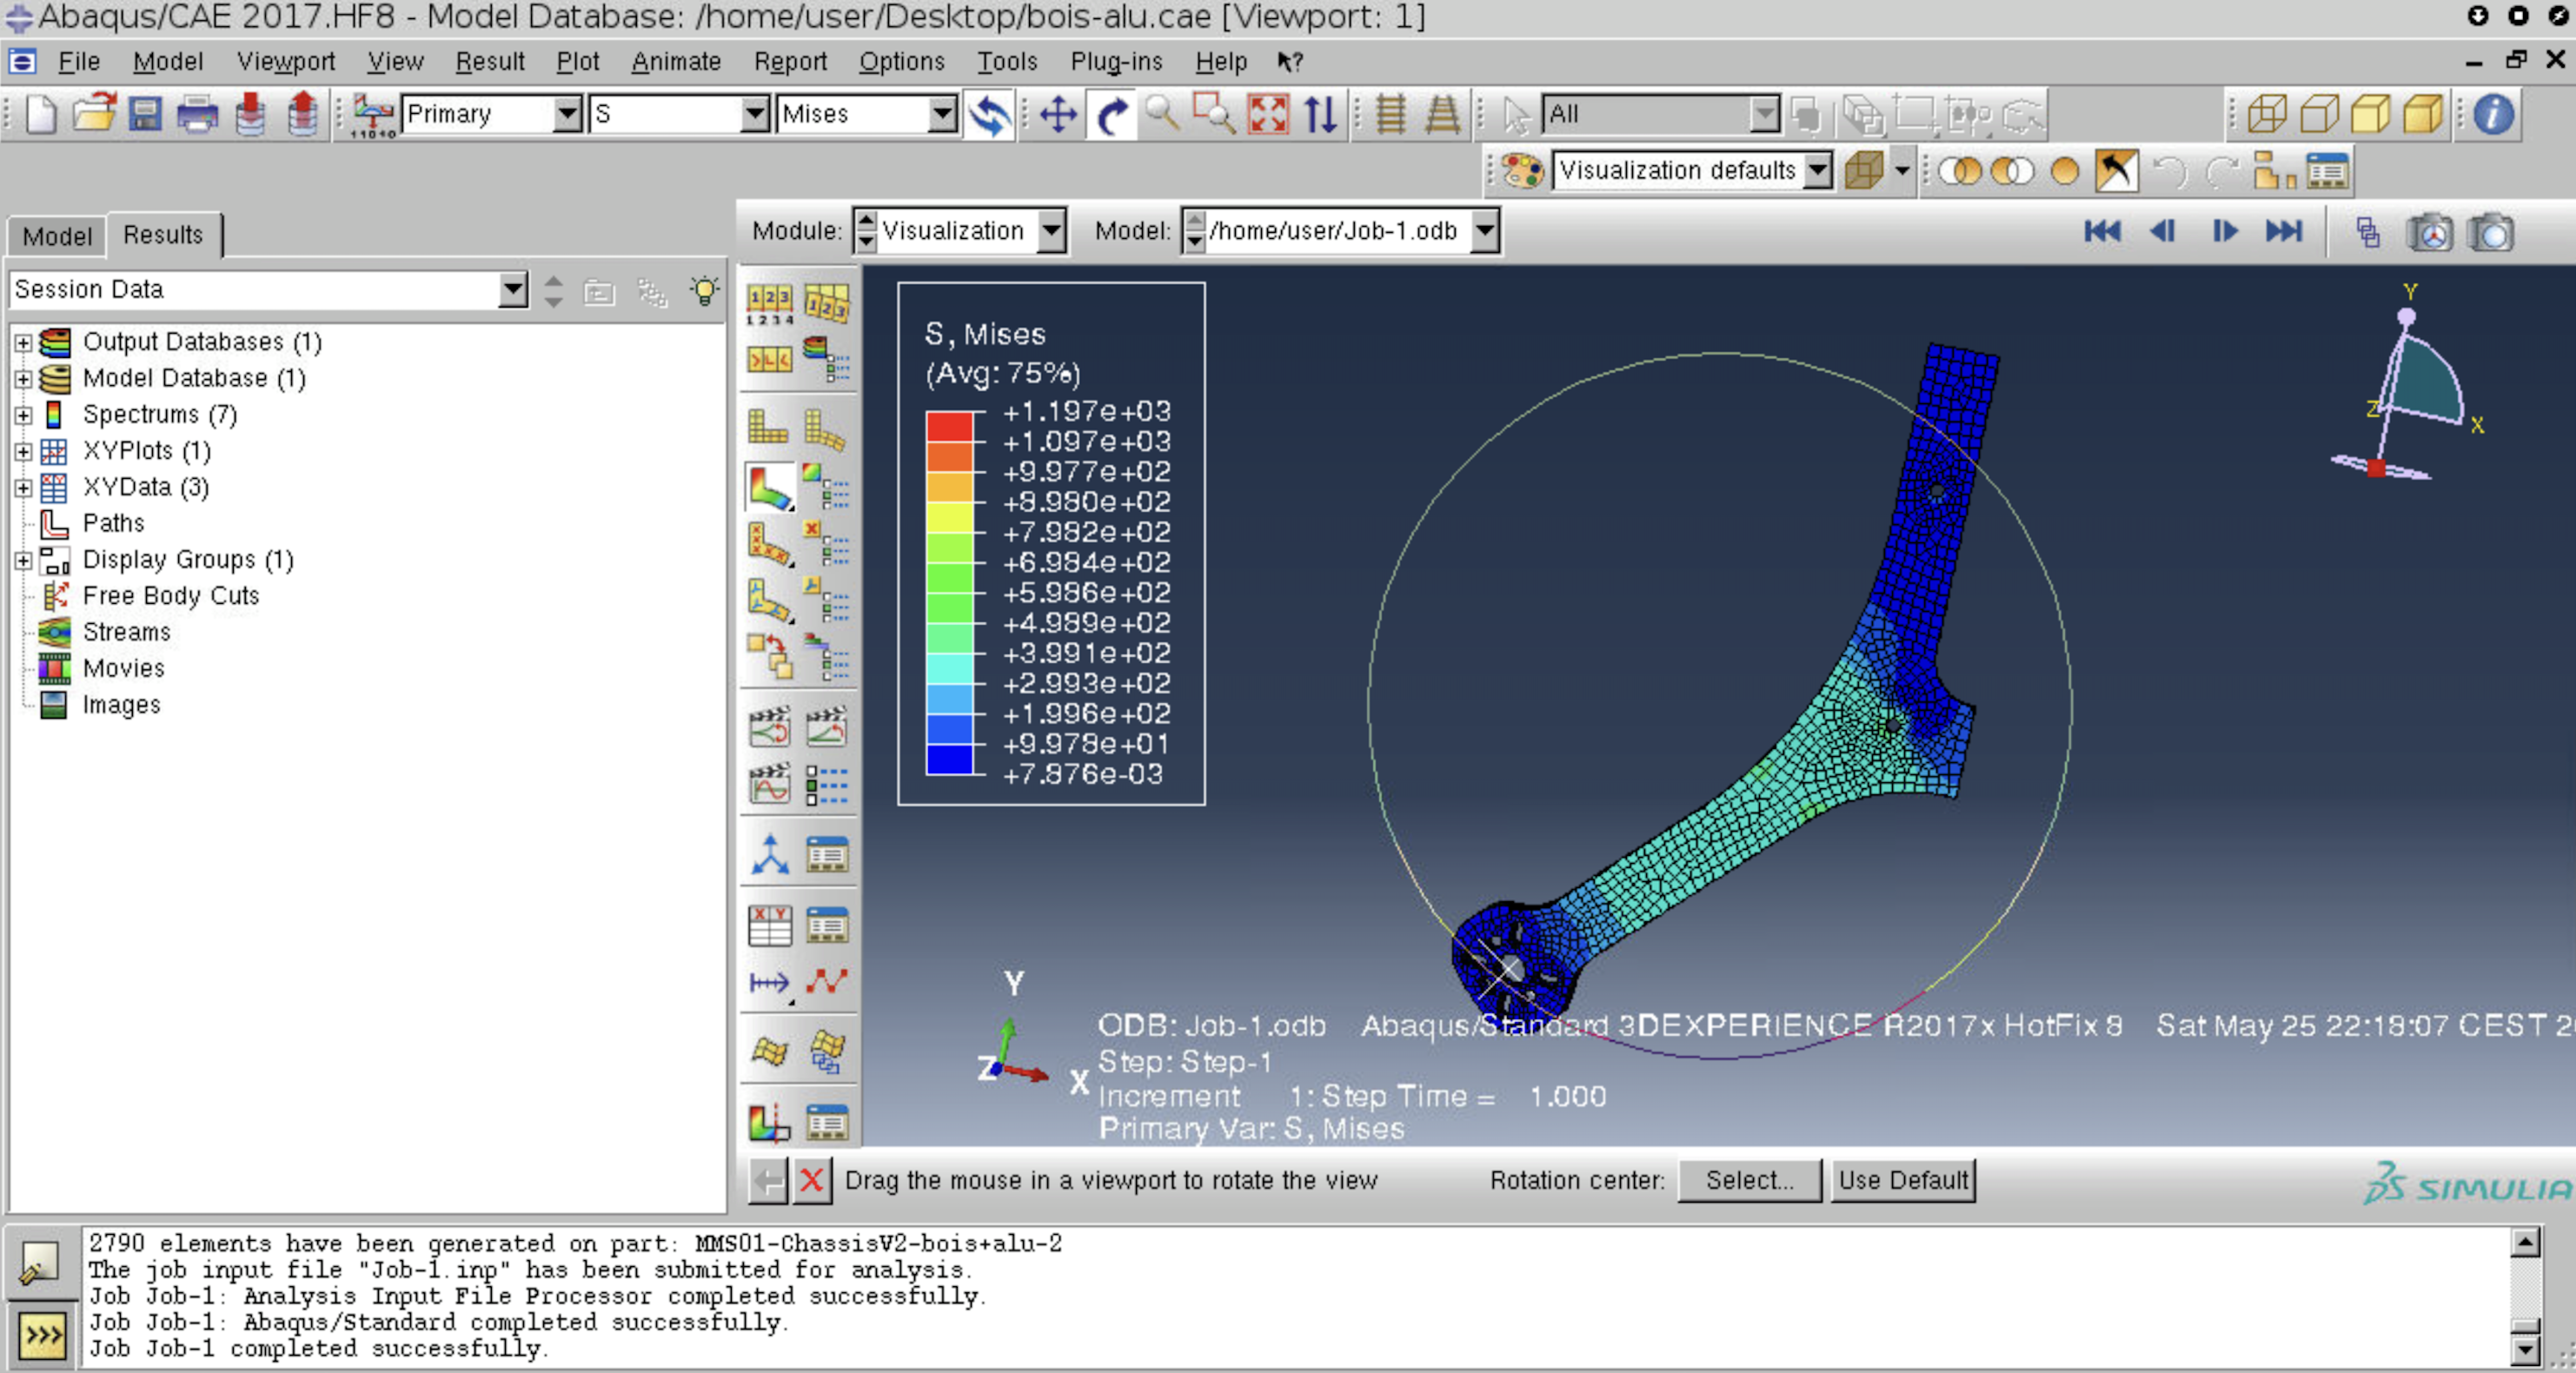 Abaqus/CAE 2017.HF8 - Model Database: /home/user/Desktop/bois-alu.cae [Viewport: 1]
File Model Viewport View Result Plot Animate Report Options Tools Plug-ins Help
Primary S Mises All
11010
Visualization defaults
Model Results
Module: Visualization Model: /home/user/Job-1.odb
Session Data
Output Databases (1)
Model Database (1)
Spectrums (7)
XYPlots (1)
XYData (3)
Paths
Display Groups (1)
Free Body Cuts
Streams
Movies
Images
S, Mises
(Avg: 75%)
+1.197e+03
+1.097e+03
+9.977e+02
+8.980e+02
+7.982e+02
+6.984e+02
+5.986e+02
+4.989e+02
+3.991e+02
+2.993e+02
+1.996e+02
+9.978e+01
+7.876e-03
Y
Z
X
Y
Z
X
ODB: Job-1.odb Abaqus/Standard 3DEXPERIENCE R2017x HotFix 8 Sat May 25 22:18:07 CEST 2
Step: Step-1
Increment 1: Step Time = 1.000
Primary Var: S, Mises
Drag the mouse in a viewport to rotate the view Rotation center: Select... Use Default
SIMULIA
2790 elements have been generated on part: MMS01-ChassisV2-bois+alu-2
The job input file "Job-1.inp" has been submitted for analysis.
Job Job-1: Analysis Input File Processor completed successfully.
Job Job-1: Abaqus/Standard completed successfully.
Job Job-1 completed successfully.